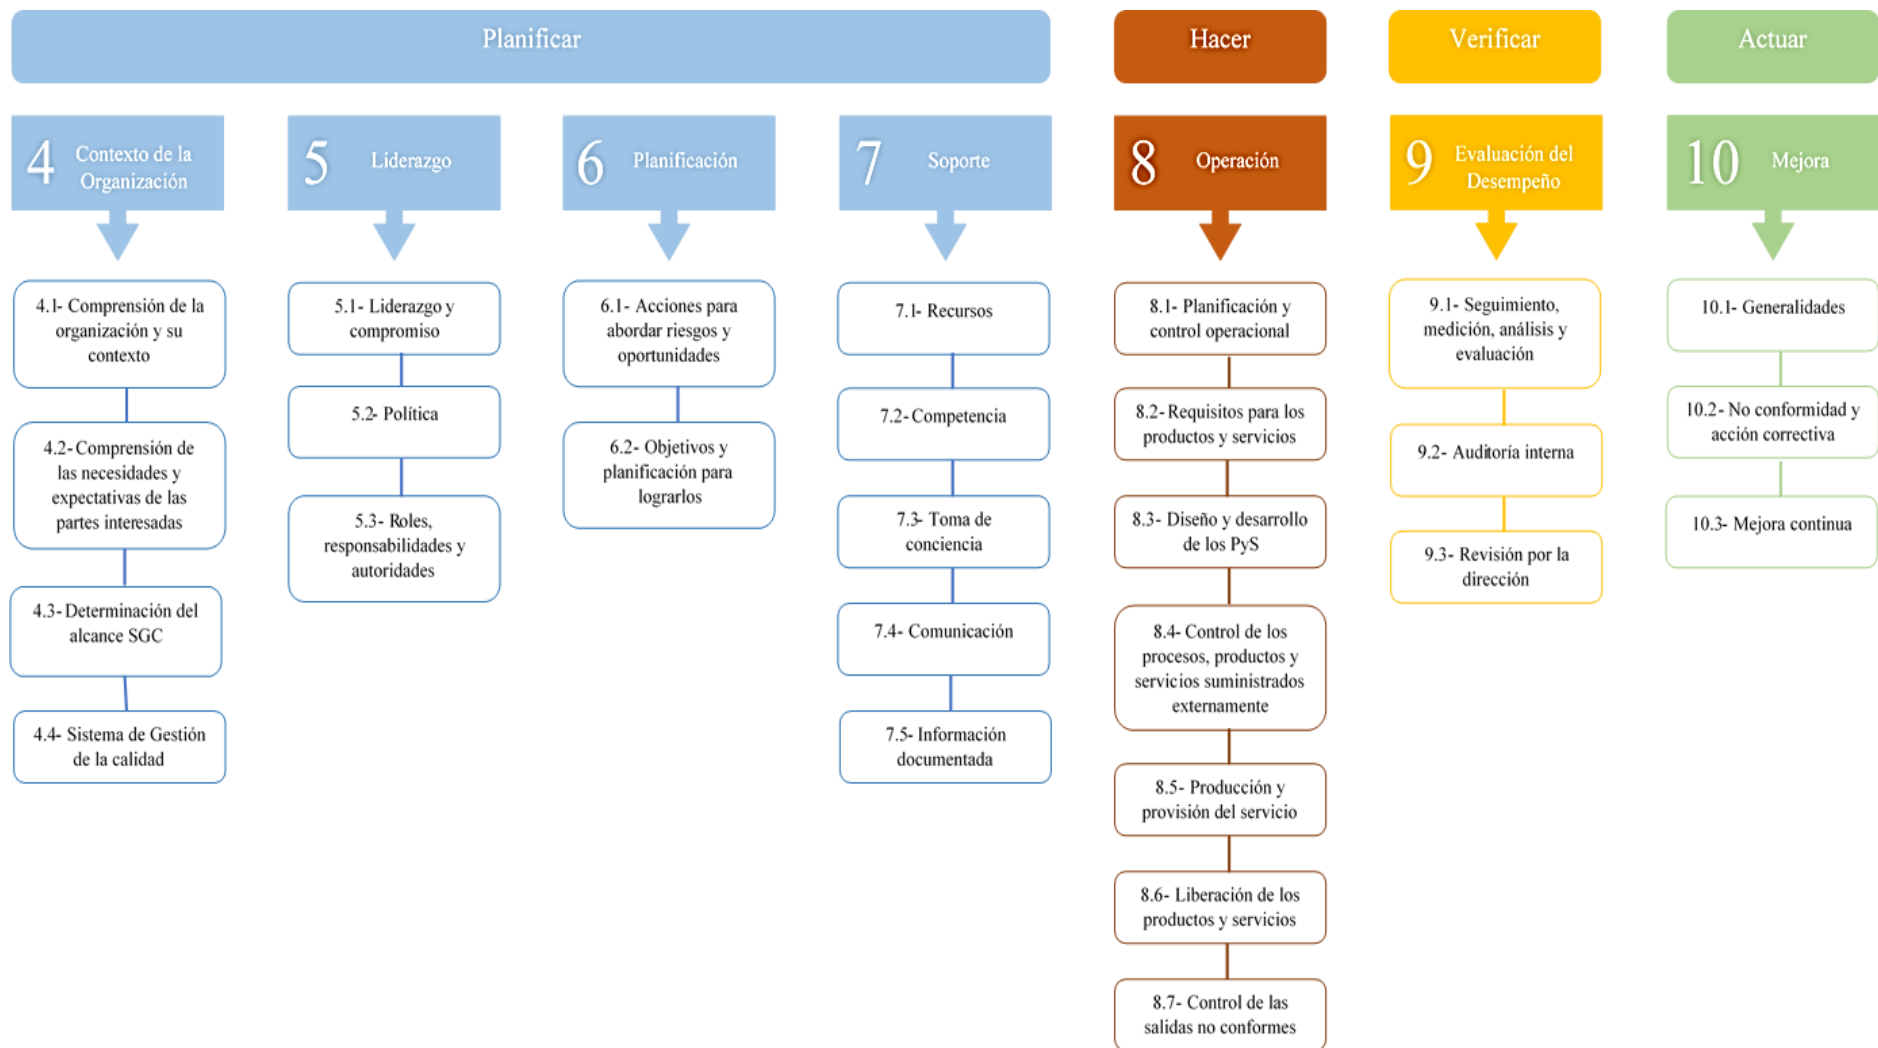 Planificar
Hacer
Verificar
Actuar
4 Contexto de la
Organización
5 Liderazgo
6 Planificación
7 Soporte
8 Operación
9 Evaluación del
Desempeño
10 Mejora
4.1- Comprensión de la
organización y su
contexto
4.2- Comprensión de
las necesidades y
expectativas de las
partes interesadas
4.3- Determinación del
alcance SGC
4.4- Sistema de Gestión
de la calidad
5.1- Liderazgo y
compromiso
5.2- Política
5.3- Roles,
responsabilidades y
autoridades
6.1- Acciones para
abordar riesgos y
oportunidades
6.2- Objetivos y
planificación para
lograrlos
7.1- Recursos
7.2- Competencia
7.3- Toma de
conciencia
7.4- Comunicación
7.5- Información
documentada
8.1- Planificación y
control operacional
8.2- Requisitos para los
productos y servicios
8.3- Diseño y desarrollo
de los PyS
8.4- Control de los
procesos, productos y
servicios suministrados
externamente
8.5- Producción y
provisión del servicio
8.6- Liberación de los
productos y servicios
8.7- Control de las
salidas no conformes
9.1- Seguimiento,
medición, análisis y
evaluación
9.2- Auditoría interna
9.3- Revisión por la
dirección
10.1- Generalidades
10.2- No conformidad y
acción correctiva
10.3- Mejora continua